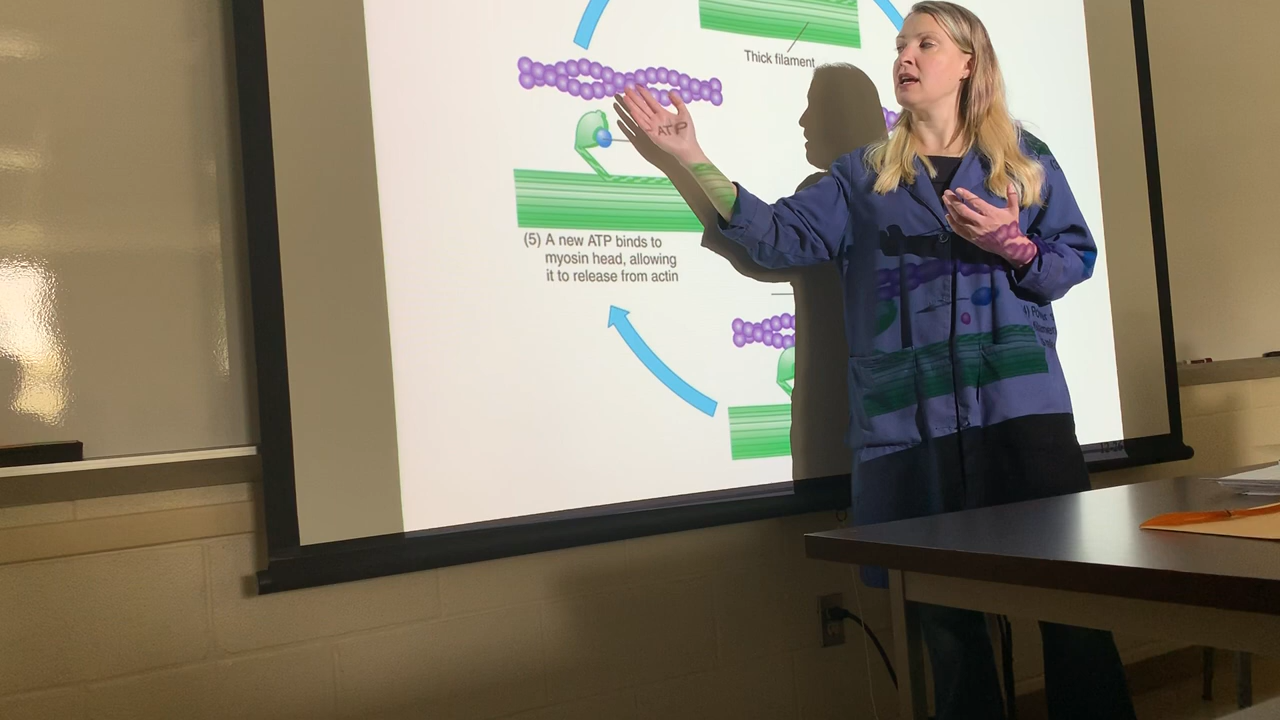 Thick filament
ATP
(5) A new ATP binds to
myosin head, allowing
it to release from actin